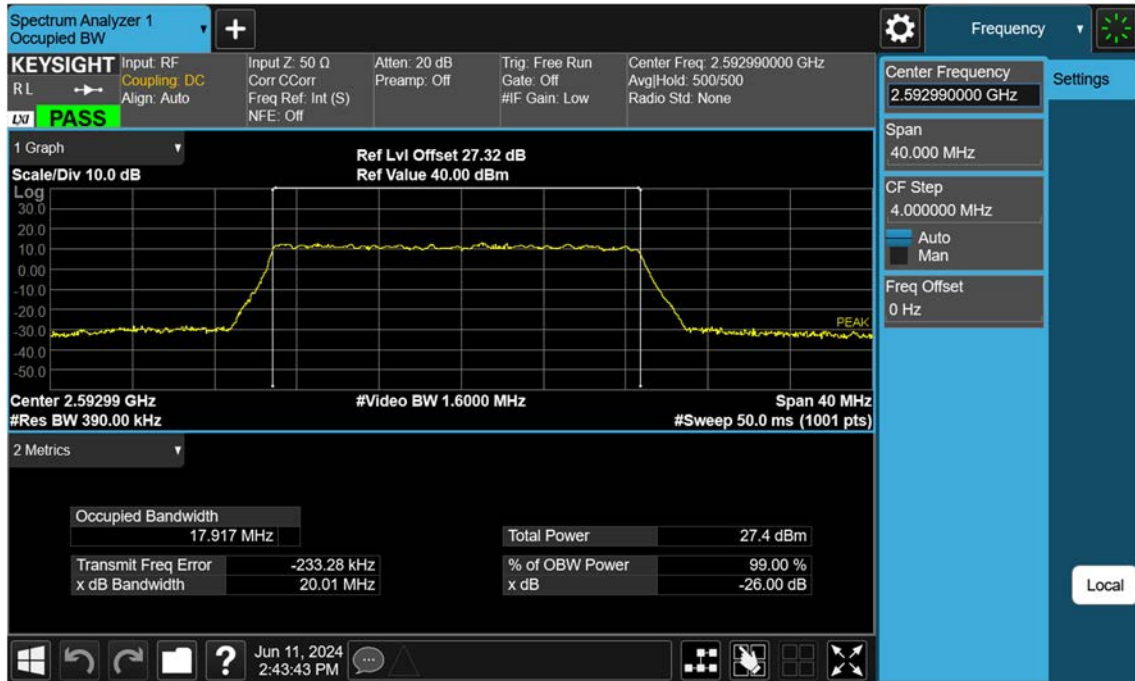 Spectrum Analyzer 1
Occupied BW
+
Frequency
KEYSIGHT
R L
LXI
PASS
Input: RF
Coupling: DC
Align: Auto
Input Z: 50 Ω
Corr CCorr
Freq Ref: Int (S)
NFE: Off
Atten: 20 dB
Preamp: Off
Trig: Free Run
Gate: Off
#IF Gain: Low
Center Freq: 2.592990000 GHz
Avg|Hold: 500/500
Radio Std: None
Center Frequency
2.592990000 GHz
Settings
Span
40.000 MHz
CF Step
4.000000 MHz
Auto
Man
Freq Offset
0 Hz
Local
1 Graph
Scale/Div 10.0 dB
Ref Lvl Offset 27.32 dB
Ref Value 40.00 dBm
Log
30.0
20.0
10.0
0.00
-10.0
-20.0
-30.0
-40.0
-50.0
PEAK
Center 2.59299 GHz
#Video BW 1.6000 MHz
Span 40 MHz
#Res BW 390.00 kHz
#Sweep 50.0 ms (1001 pts)
2 Metrics
Occupied Bandwidth
17.917 MHz
Total Power 27.4 dBm
Transmit Freq Error -233.28 kHz
% of OBW Power 99.00 %
x dB Bandwidth 20.01 MHz
x dB -26.00 dB
?
Jun 11, 2024
2:43:43 PM